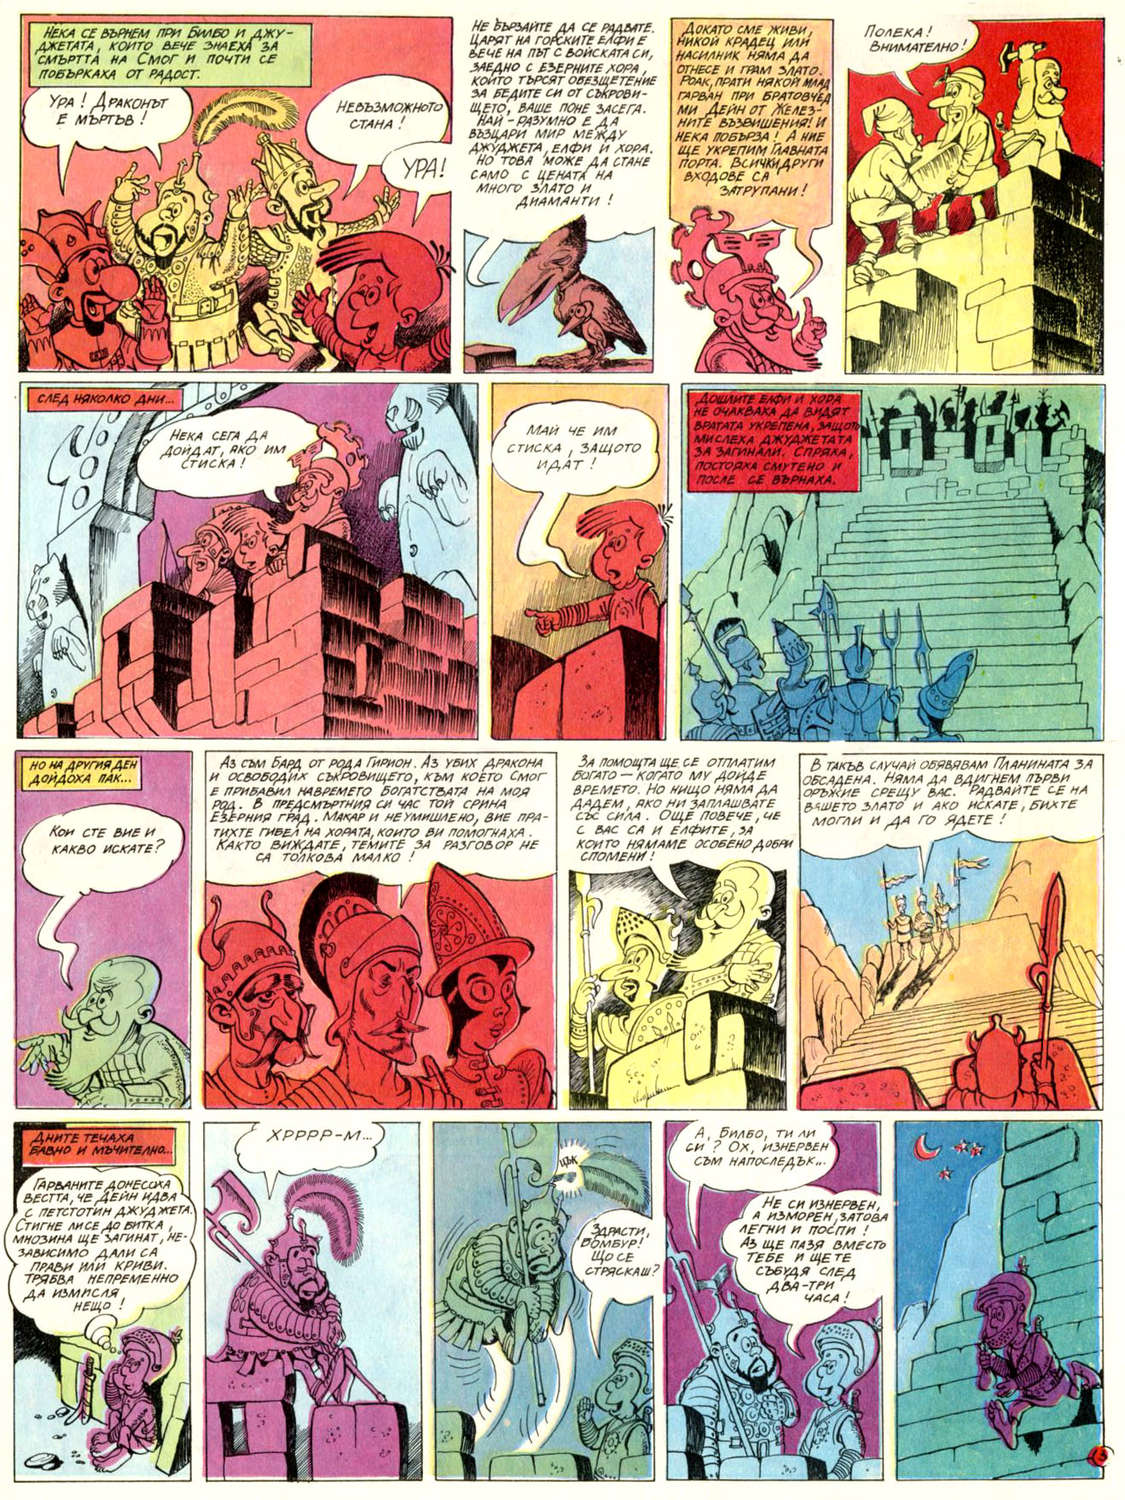 НЕКА СЕ ВЪРНЕМ ПРИ БИЛБО И ДЖУ-
ДЖЕТАТА, КОИТО ВЕЧЕ ЗНАЕХА ЗА
СМЪРТТА НА СМОГ И ПОЧТИ СЕ
ПОБЪРКАХА ОТ РАДОСТ.
УРА! ДРАКОНЪТ
Е МЪРТЪВ!
НЕВЪЗМОЖНОТО
СТАНА!
УРА!
НЕ БЪРЗАЙТЕ ДА СЕ РАДВАТЕ.
ЦАРЯТ НА ГОРСКИТЕ ЕЛФИ Е
ВЕЧЕ НА ПЪТ С ВОЙСКАТА СИ,
ЗАЕДНО С ЕЗЕРНИТЕ ХОРА,
КОЙТО ТЪРСЯТ ОБЕЗЩЕТЕНИЕ
ЗА БЕДИТЕ СИ ОТ СЪКРОВИ-
ЩЕТО, ВАШЕ ПОНЕ ЗАСЕГА.
НАЙ-РАЗУМНО Е ДА
ВЪЗЦАРИ МИР МЕЖДУ
ДЖУДЖЕТА, ЕЛФИ И ХОРА.
НО ТОВА МОЖЕ ДА СТАНЕ
САМО С ЦЕНАТА НА
МНОГО ЗЛАТО И
ДИАМАНТИ!
ДОКАТО СМЕ ЖИВИ,
НИКОЙ КРАДЕЦ ИЛИ
НАСИЛНИК НЯМА ДА
ОТНЕСЕ И ГРАМ ЗЛАТО.
РОАК, ПРАТИ НЯКОЙ МЛАД
ГАРВАН ПРИ БРАТОВЧЕД
МИ ДЕЙН ОТ ЖЕЛЕЗ-
НИТЕ ВЪЗВИШЕНИЯ! И
НЕКА ПОБЪРЗА! А НИЕ
ЩЕ УКРЕПИМ ГЛАВНАТА
ПОРТА. ВСИЧКИ ДРУГИ
ВХОДОВЕ СА
ЗАТРУПАНИ!
ПОЛЕКА!
ВНИМАТЕЛНО!
СЛЕД НЯКОЛКО ДНИ...
НЕКА СЕГА ДА
ДОЙДАТ, АКО ИМ
СТИСКА!
МАЙ ЧЕ ИМ
СТИСКА, ЗАЩОТО
ИДАТ!
ДОШЛИТЕ ЕЛФИ И ХОРА
НЕ ОЧАКВАХА ДА ВИДЯТ
ВРАТАТА УКРЕПЕНА, ЗАЩОТО
МИСЛЕХА ДЖУДЖЕТАТА
ЗА ЗАГИНАЛИ. СПРЯХА,
ПОСТОЯХА СМУТЕНО И
ПОСЛЕ СЕ ВЪРНАХА.
НО НА ДРУГИЯ ДЕН
ДОЙДОХА ПАК...
КОИ СТЕ ВИЕ И
КАКВО ИСКАТЕ?
АЗ СЪМ БАРД ОТ РОДА ГИРИОН. АЗ УБИХ ДРАКОНА
И ОСВОБОДИХ СЪКРОВИЩЕТО, КЪМ КОЕТО СМОГ
Е ПРИБАВИЛ НАВРЕМЕТО БОГАТСТВАТА НА МОЯ
РОД. В ПРЕДСМЪРТНИЯ СИ ЧАС ТОЙ СРИНА
ЕЗЕРНИЯ ГРАД. МАКАР И НЕУМИШЛЕНО, ВИЕ ПРА-
ТИХТЕ ГИБЕЛ НА ХОРАТА, КОИТО ВИ ПОМОГНАХА.
КАКТО ВИЖДАТЕ, ТЕМИТЕ ЗА РАЗГОВОР НЕ
СА ТОЛКОВА МАЛКО!
ЗА ПОМОЩТА ЩЕ СЕ ОТПЛАТИМ
БОГАТО — КОГАТО МУ ДОЙДЕ
ВРЕМЕТО. НО НИЩО НЯМА ДА
ДАДЕМ, АКО НИ ЗАПЛАШВАТЕ
СЪС СИЛА. ОЩЕ ПОВЕЧЕ, ЧЕ
С ВАС СА И ЕЛФИТЕ, ЗА
КОИТО НЯМАМЕ ОСОБЕНО ДОБРИ
СПОМЕНИ!
В ТАКЪВ СЛУЧАЙ ОБЯВЯВАМ ПЛАНИНАТА ЗА
ОБСАДЕНА. НЯМА ДА ВДИГНЕМ ПЪРВИ
ОРЪЖИЕ СРЕЩУ ВАС. РАДВАЙТЕ СЕ НА
ВАШЕТО ЗЛАТО И АКО ИСКАТЕ, БИХТЕ
МОГЛИ И ДА ГО ЯДЕТЕ!
ДНИТЕ ТЕЧАХА
БАВНО И МЪЧИТЕЛНО...
ГАРВАНИТЕ ДОНЕСОХА
ВЕСТТА, ЧЕ ДЕЙН ИДВА
С ПЕТСТОТИН ДЖУДЖЕТА.
СТИГНЕ ЛИ СЕ ДО БИТКА,
МНОЗИНА ЩЕ ЗАГИНАТ, НЕ-
ЗАВИСИМО ДАЛИ СА
ПРАВИ ИЛИ КРИВИ.
ТРЯБВА НЕПРЕМЕННО
ДА ИЗМИСЛЯ
НЕЩО!
ХРРРР-М...
ЦЪК
ЗДРАСТИ,
БОМБУР!
ЩО СЕ
СТРЯСКАШ?
А, БИЛБО, ТИ ЛИ
СИ? ОХ, ИЗНЕРВЕН
СЪМ НАПОСЛЕДЪК...
НЕ СИ ИЗНЕРВЕН,
А ИЗМОРЕН, ЗАТОВА
ЛЕГНИ И ПОСПИ!
АЗ ЩЕ ПАЗЯ ВМЕСТО
ТЕБЕ И ЩЕ ТЕ
СЪБУДЯ СЛЕД
ДВА-ТРИ
ЧАСА!